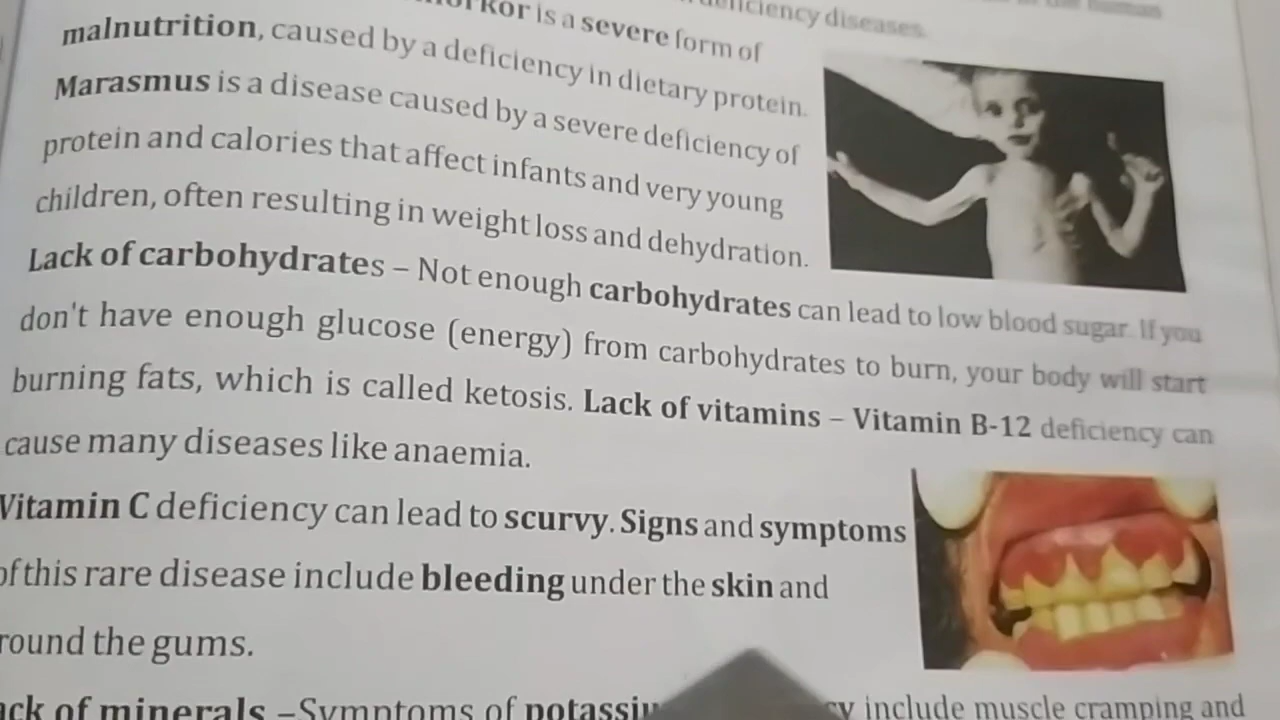 deficiency diseases.
is a severe form of
malnutrition, caused by a deficiency in dietary protein.
Marasmus is a disease caused by a severe deficiency of
protein and calories that affect infants and very young
children, often resulting in weight loss and dehydration.
Lack of carbohydrates – Not enough carbohydrates can lead to low blood sugar. If you
don't have enough glucose (energy) from carbohydrates to burn, your body will start
burning fats, which is called ketosis. Lack of vitamins – Vitamin B-12 deficiency can
cause many diseases like anaemia.
Vitamin C deficiency can lead to scurvy. Signs and symptoms
of this rare disease include bleeding under the skin and
round the gums.
ack of minerals –Symptoms of potassiu cy include muscle cramping and